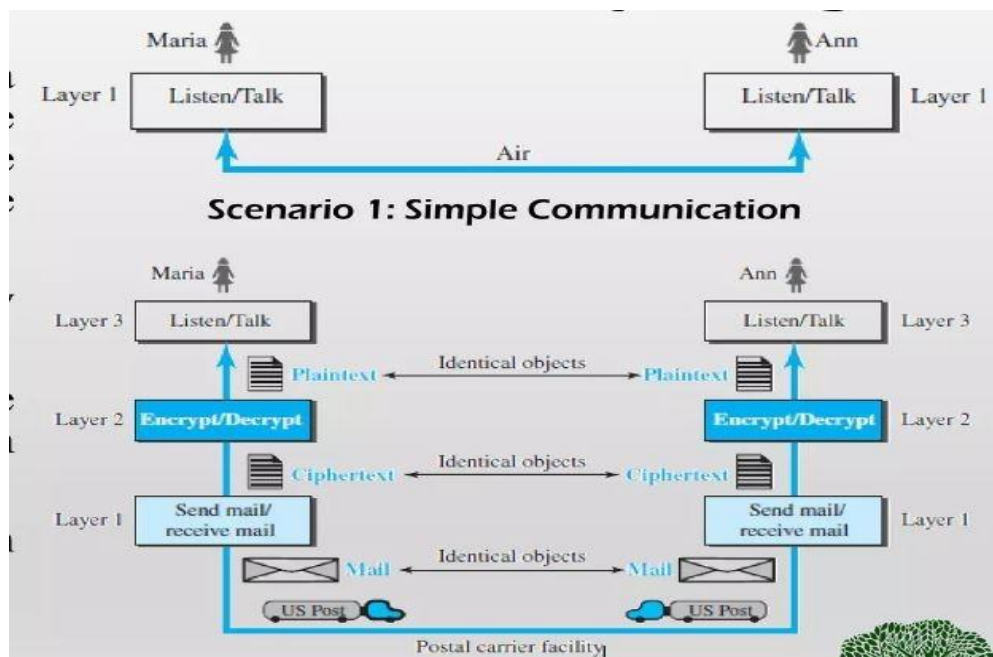 Maria
Ann
Layer 1 Listen/Talk Listen/Talk Layer 1
Air
Scenario 1: Simple Communication
Maria Ann
Layer 3 Listen/Talk Listen/Talk Layer 3
Identical objects
Plaintext Plaintext
Layer 2 Encrypt/Decrypt Encrypt/Decrypt Layer 2
Identical objects
Ciphertext Ciphertext
Layer 1 Send mail/ receive mail Send mail/ receive mail Layer 1
Identical objects
Mail Mail
US Post US Post
Postal carrier facility